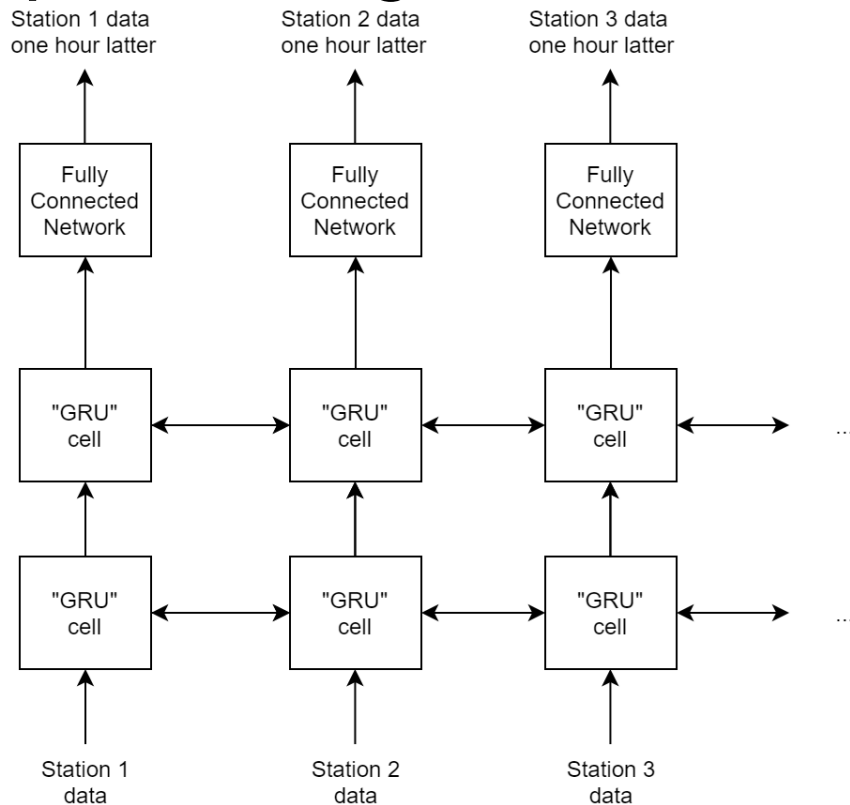 Station 1 data
one hour latter
Station 2 data
one hour latter
Station 3 data
one hour latter
Fully
Connected
Network
Fully
Connected
Network
Fully
Connected
Network
"GRU"
cell
"GRU"
cell
"GRU"
cell
...
"GRU"
cell
"GRU"
cell
"GRU"
cell
...
Station 1
data
Station 2
data
Station 3
data